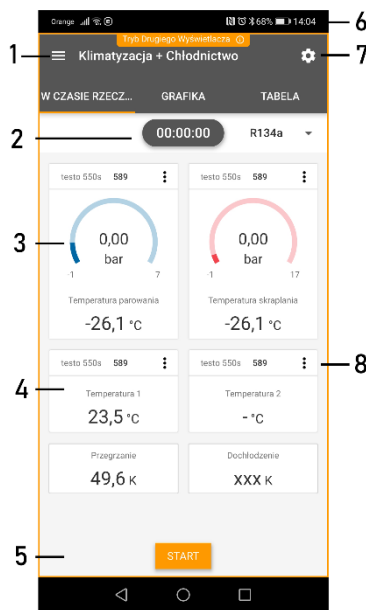 Orange 68% 14:04 6
Tryb Drugiego Wyświetlacza
1 Klimatyzacja + Chłodnictwo 7
W CZASIE RZECZ... GRAFIKA TABELA
2 00:00:00 R134a
testo 550s 589 testo 550s 589
3 0,00 0,00
bar bar
-1 7 -1 17
Temperatura parowania Temperatura skraplania
-26,1 °C -26,1 °C
testo 550s 589 testo 550s 589 8
4 Temperatura 1 Temperatura 2
23,5 °C - °C
Przegrzanie Dochłodzenie
49,6 K xxx K
5 START